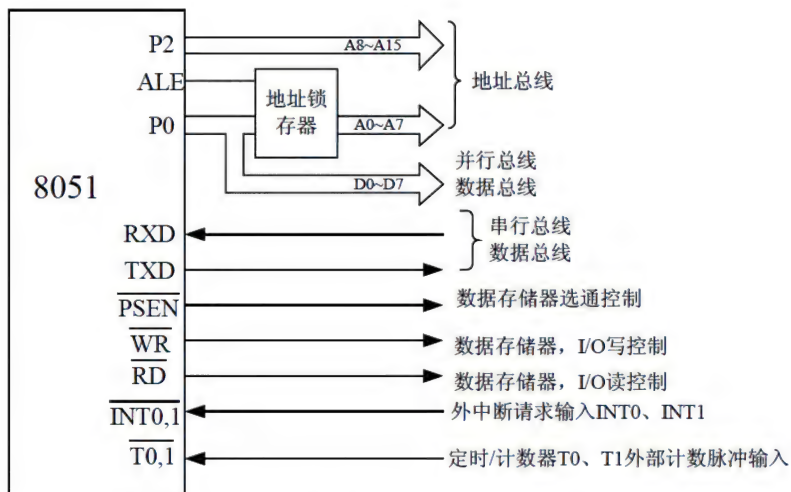 P2
A8~A15
ALE
地址锁
存器
地址总线
P0
A0~A7
并行总线
D0~D7
数据总线
8051
RXD
串行总线
数据总线
TXD
PSEN
数据存储器选通控制
WR
数据存储器，I/O写控制
RD
数据存储器，I/O读控制
INT0,1
外中断请求输入INT0、INT1
T0,1
定时/计数器T0、T1外部计数脉冲输入